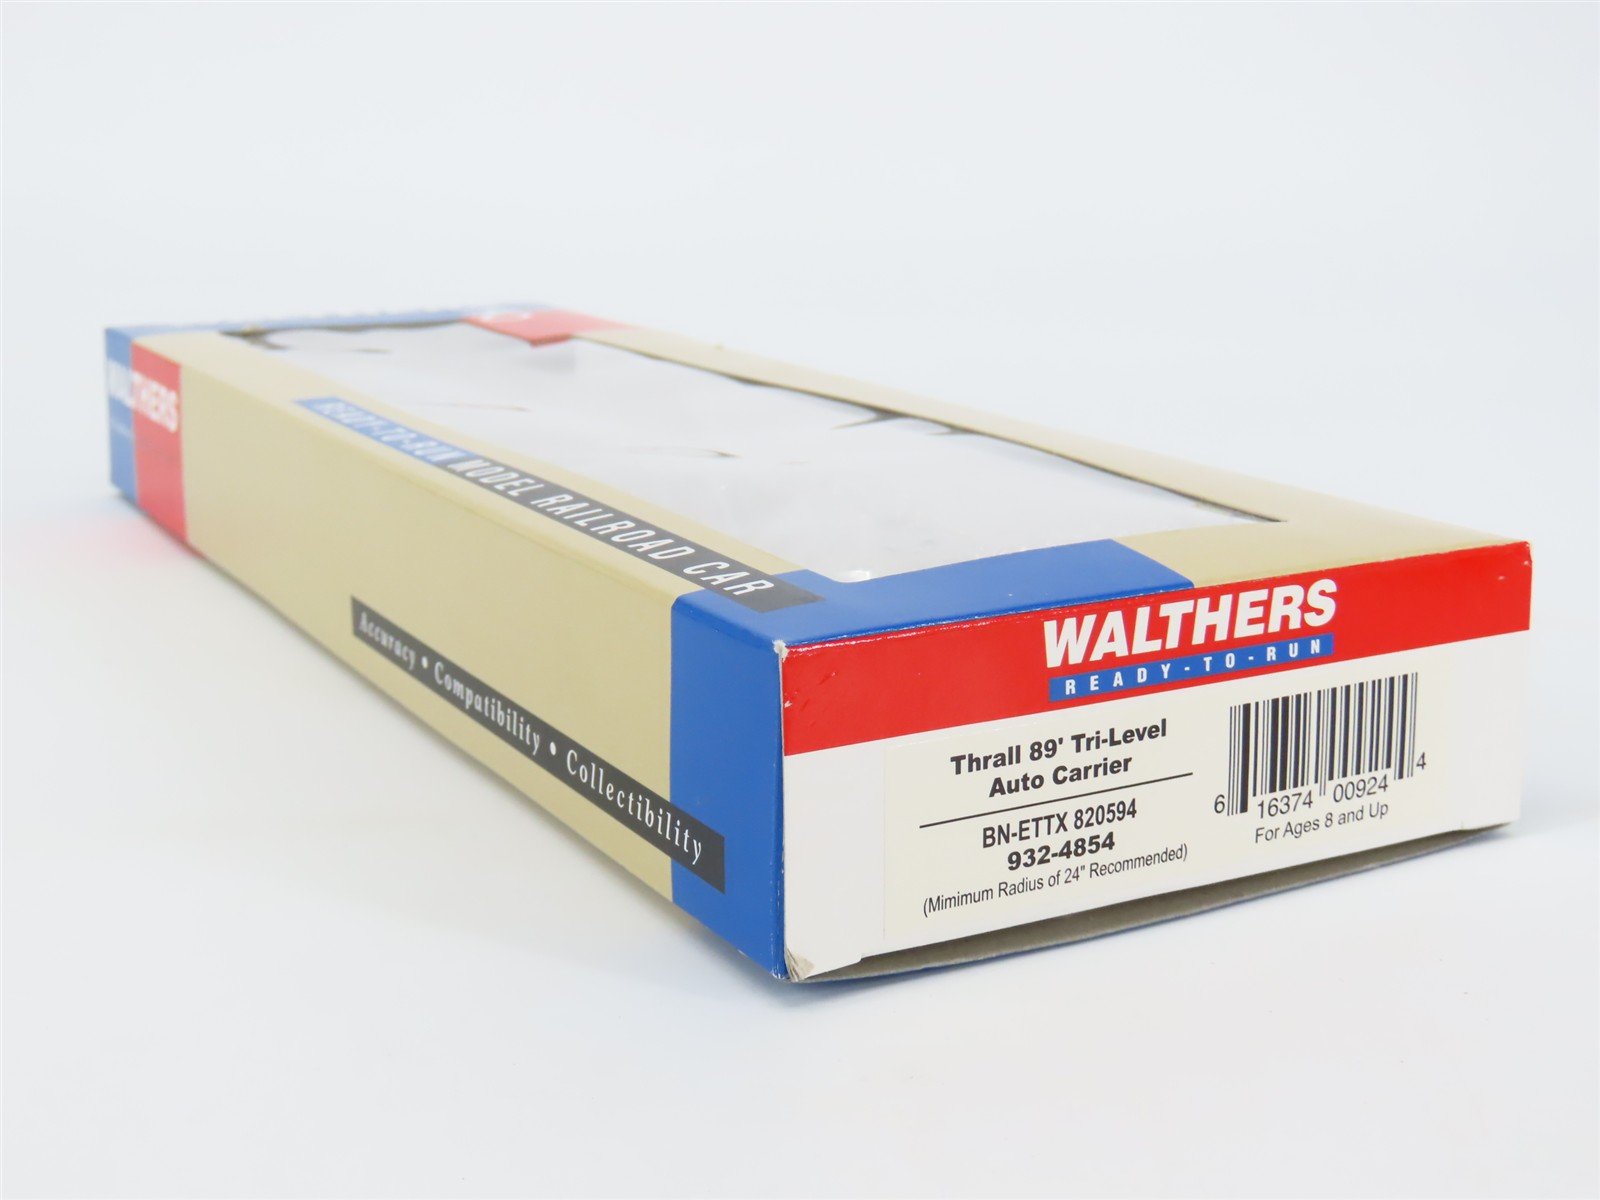 WALTHERS
READY-TO-RUN MODEL RAILROAD CAR
Accuracy • Compatibility • Collectibility
WALTHERS
READY-TO-RUN
Thrall 89' Tri-Level
Auto Carrier
BN-ETTX 820594
932-4854
(Mimimum Radius of 24" Recommended)
6 16374 00924 4
For Ages 8 and Up